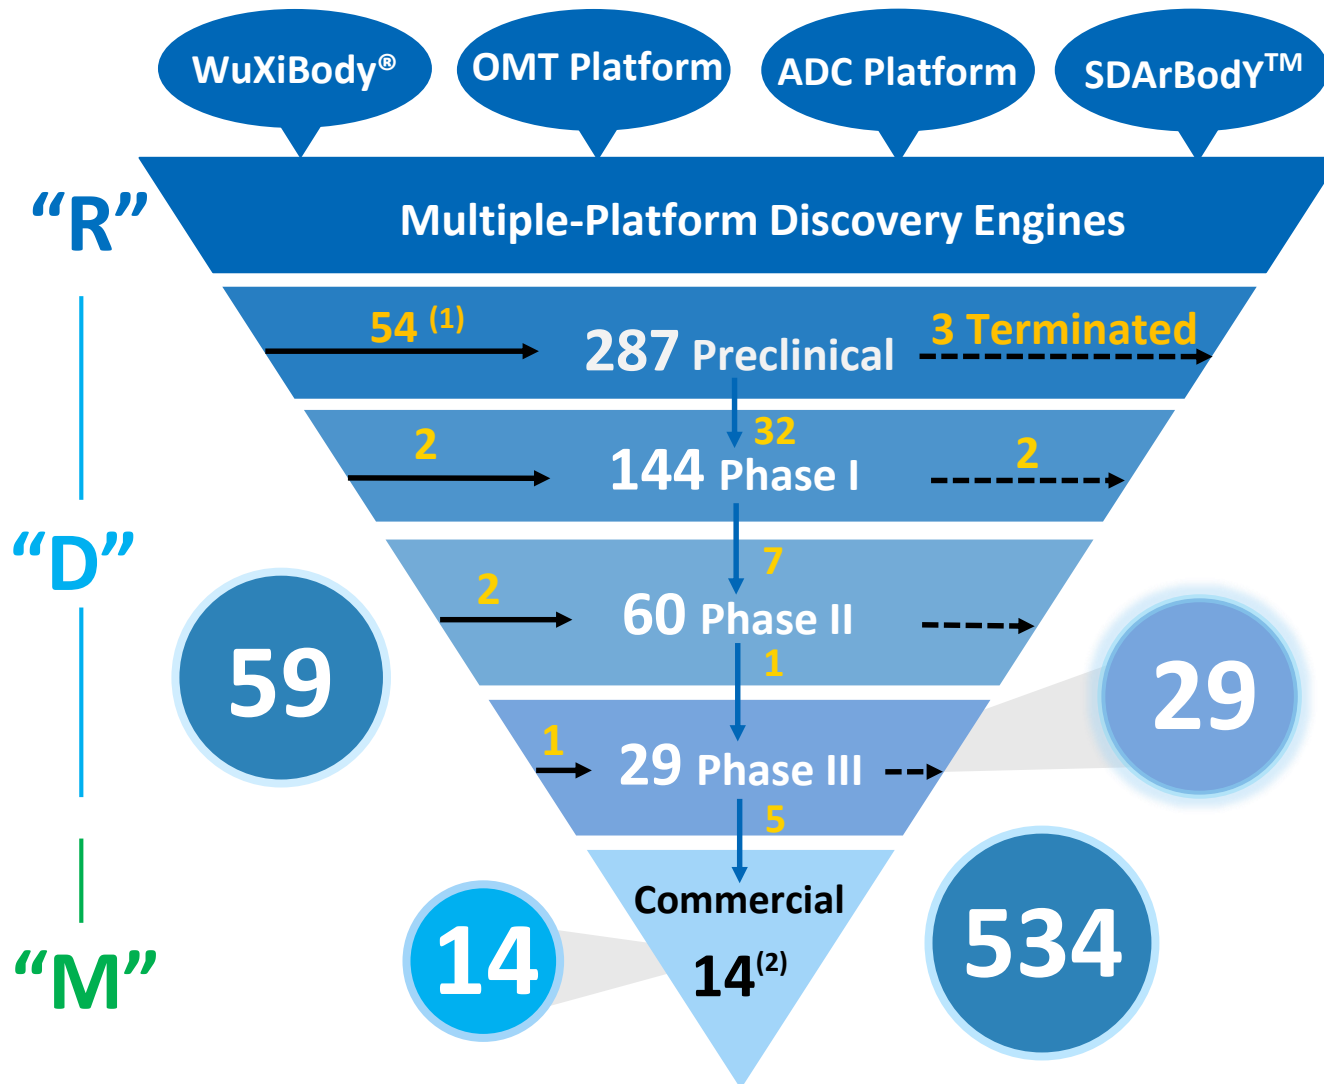 WuXiBody®
OMT Platform
ADC Platform
SDArBodY™
“R”
Multiple-Platform Discovery Engines
54 (1)
287 Preclinical
3 Terminated
32
2
144 Phase I
2
“D”
7
2
60 Phase II
1
59
29
1
29 Phase III
5
Commercial
14
14(2)
534
“M”